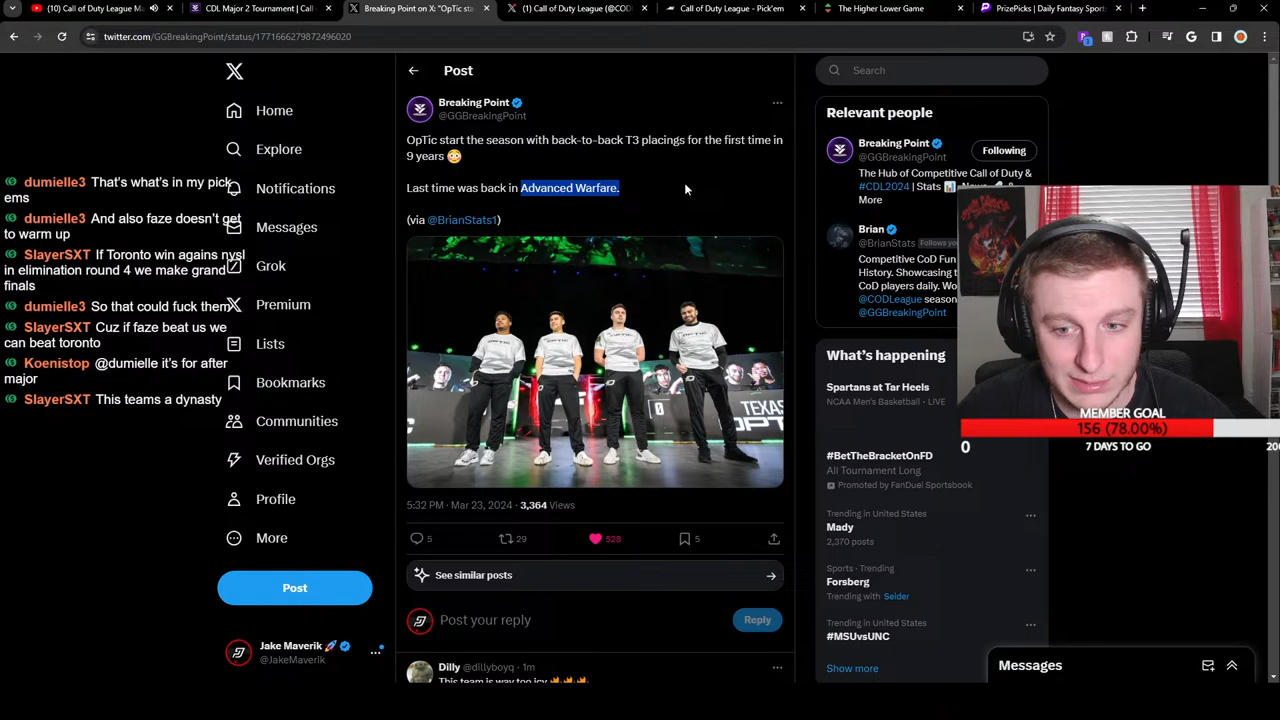 (10) Call of Duty League Ma
CDL Major 2 Tournament | Call
Breaking Point on X: "OpTic st
(1) Call of Duty League (@COD
Call of Duty League - Pick'em
The Higher Lower Game
PrizePicks | Daily Fantasy Sport
twitter.com/GGBreakingPoint/status/1771666279872496020
Home
Explore
Notifications
Messages
Grok
Premium
Lists
Bookmarks
Communities
Verified Orgs
Profile
More
Post
Jake Maverik
@JakeMaverik
dumielle3 That's what's in my pick
ems
dumielle3 And also faze doesn't get
to warm up
SlayerSXT If Toronto win agains nysl
in elimination round 4 we make grand
finals
dumielle3 So that could fuck them
SlayerSXT Cuz if faze beat us we
can beat toronto
Koenistop @dumielle it's for after
major
SlayerSXT This teams a dynasty
Post
Breaking Point
@GGBreakingPoint
OpTic start the season with back-to-back T3 placings for the first time in
9 years
Last time was back in Advanced Warfare.
(via @BrianStats1)
OPTIC
TEXAS
OPTI
5:32 PM · Mar 23, 2024 · 3,364 Views
5
29
528
5
See similar posts
Post your reply
Reply
Dilly @dillyboyq · 1m
This team is way too icy
Search
Relevant people
Breaking Point
@GGBreakingPoint
Following
The Hub of Competitive Call of Duty &
#CDL2024 | Stats
More
Brian
@BrianStats Follows you
Competitive CoD Fun
History. Showcasing t
CoD players daily. Wo
@CODLeague season
@GGBreakingPoint
What's happening
Spartans at Tar Heels
NCAA Men's Basketball · LIVE
#BetTheBracketOnFD
All Tournament Long
Promoted by FanDuel Sportsbook
Trending in United States
Mady
2,370 posts
Sports · Trending
Forsberg
Trending with Seider
Trending in United States
#MSUvsUNC
Show more
MEMBER GOAL
156 (78.00%)
0
200
7 DAYS TO GO
Messages